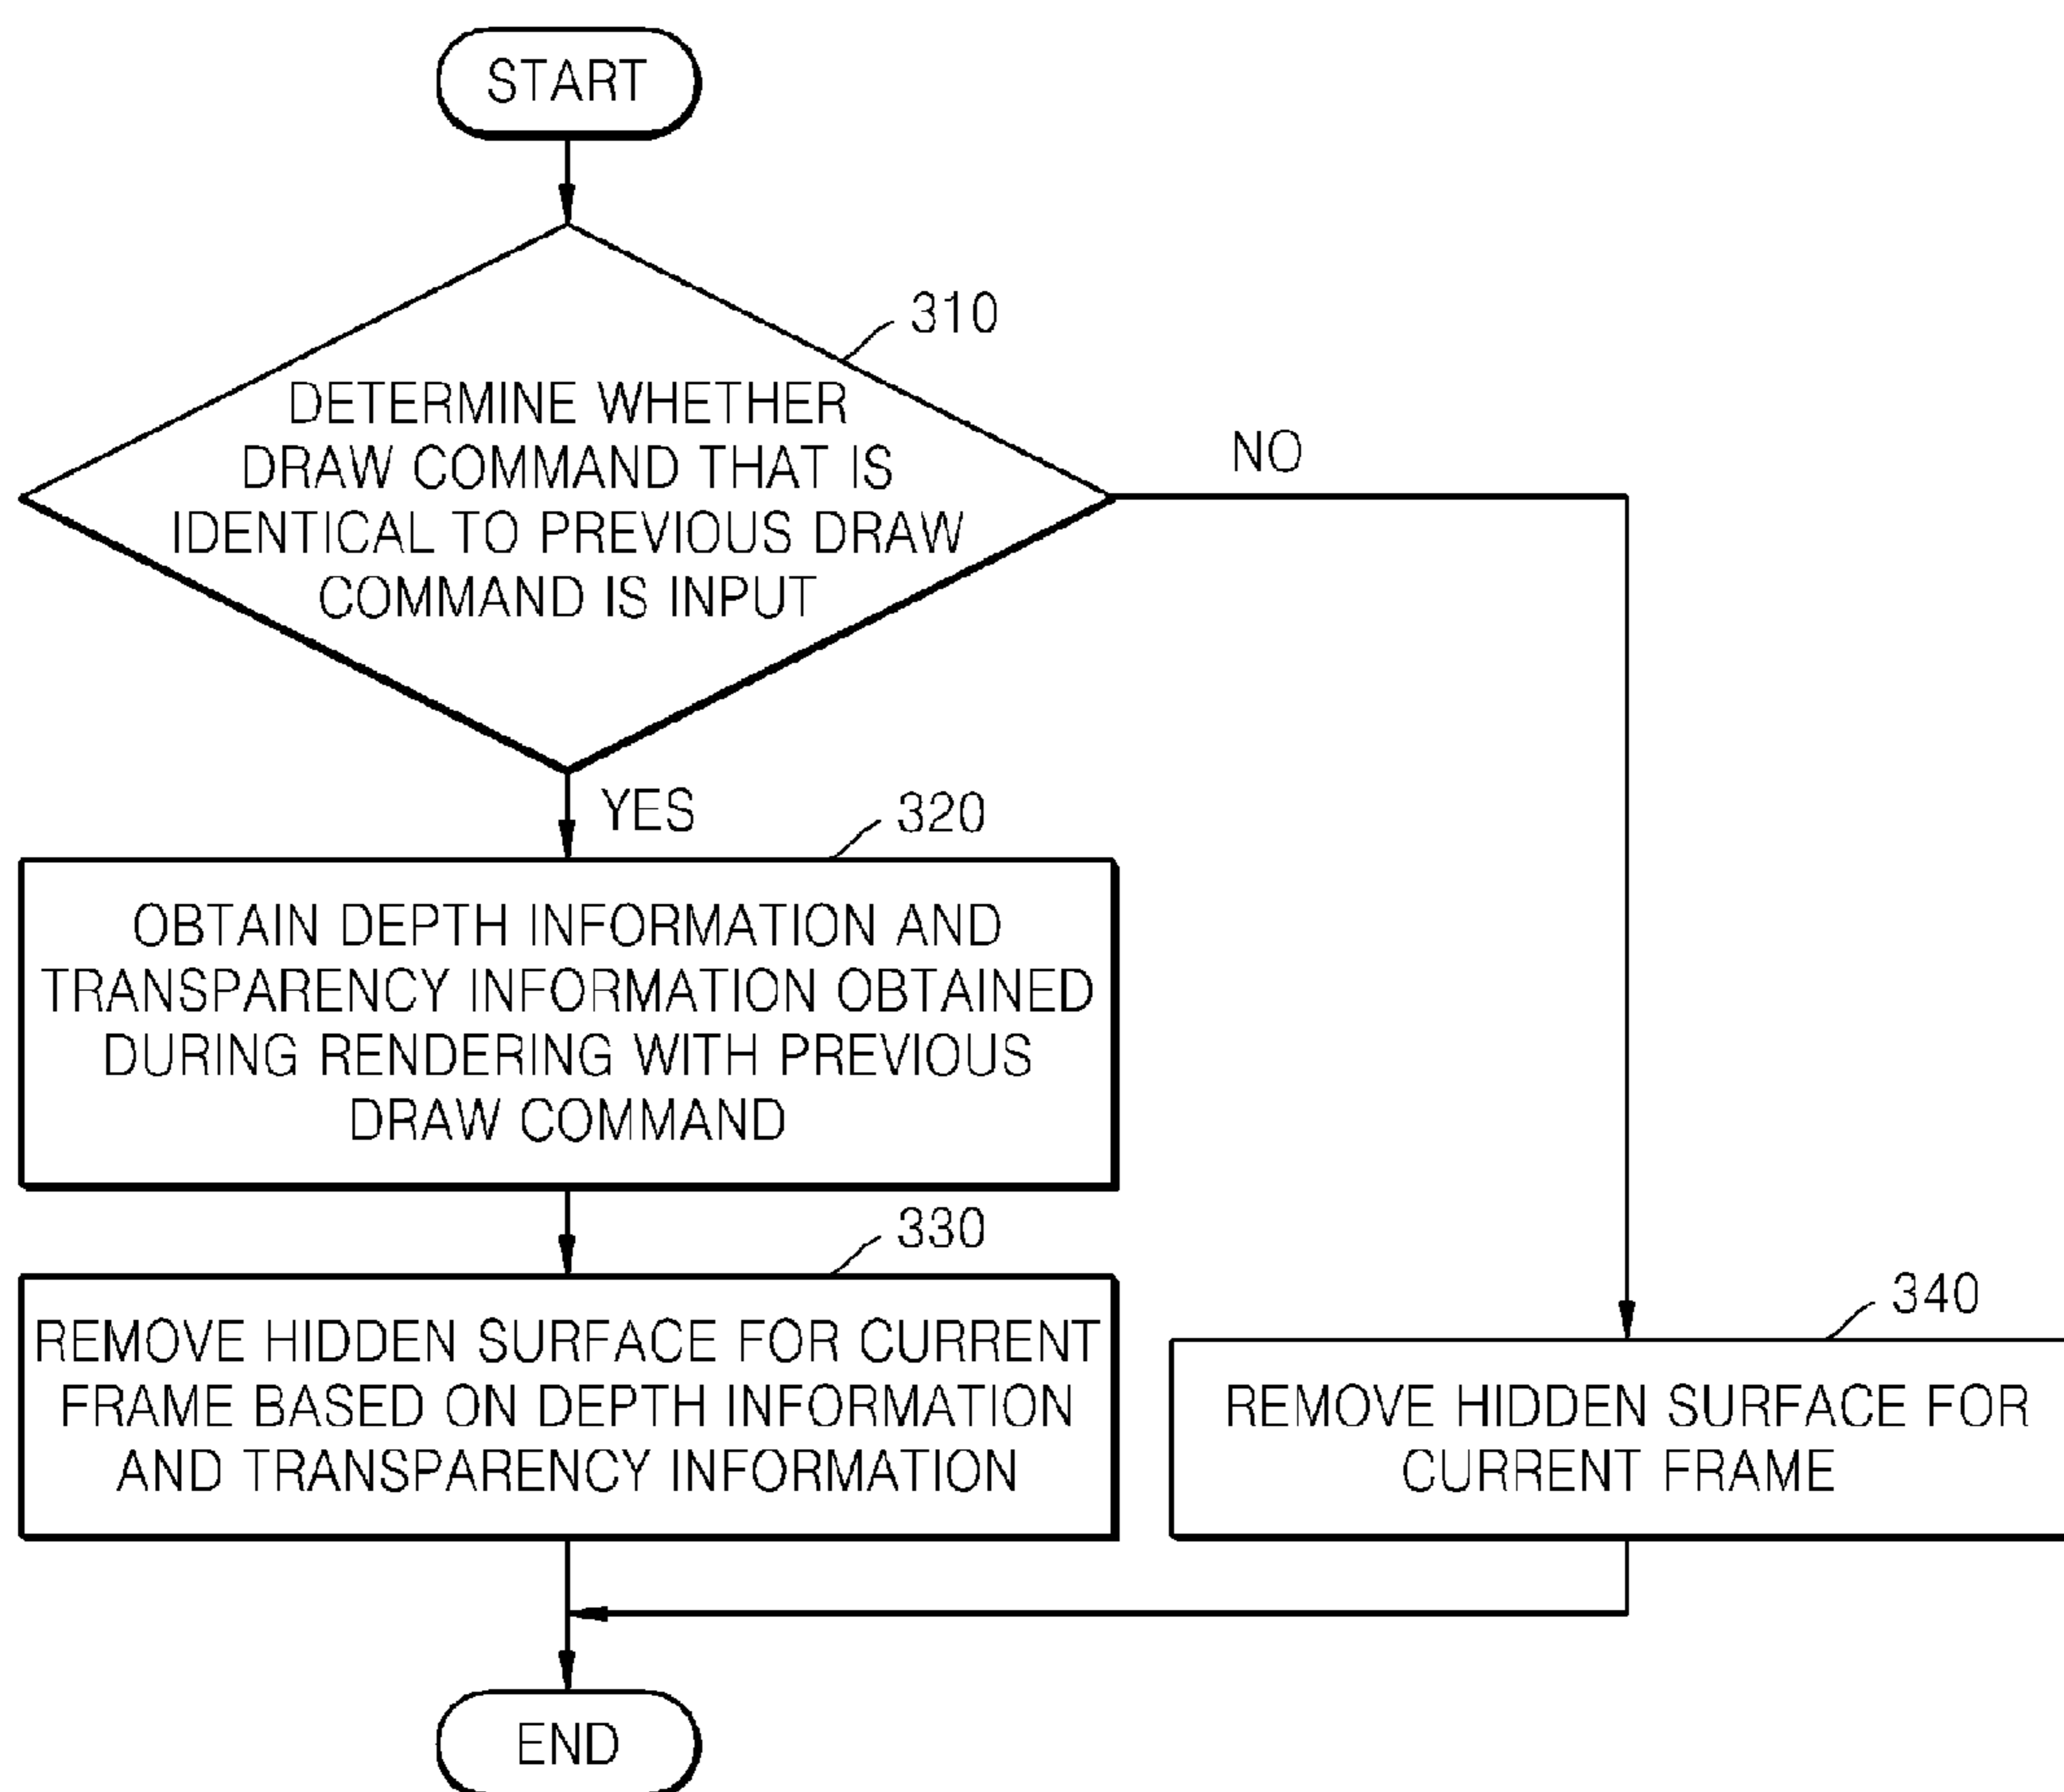 START
310
DETERMINE WHETHER
DRAW COMMAND THAT IS
IDENTICAL TO PREVIOUS DRAW
COMMAND IS INPUT
NO
YES
320
OBTAIN DEPTH INFORMATION AND
TRANSPARENCY INFORMATION OBTAINED
DURING RENDERING WITH PREVIOUS
DRAW COMMAND
330
REMOVE HIDDEN SURFACE FOR CURRENT
FRAME BASED ON DEPTH INFORMATION
AND TRANSPARENCY INFORMATION
340
REMOVE HIDDEN SURFACE FOR
CURRENT FRAME
END